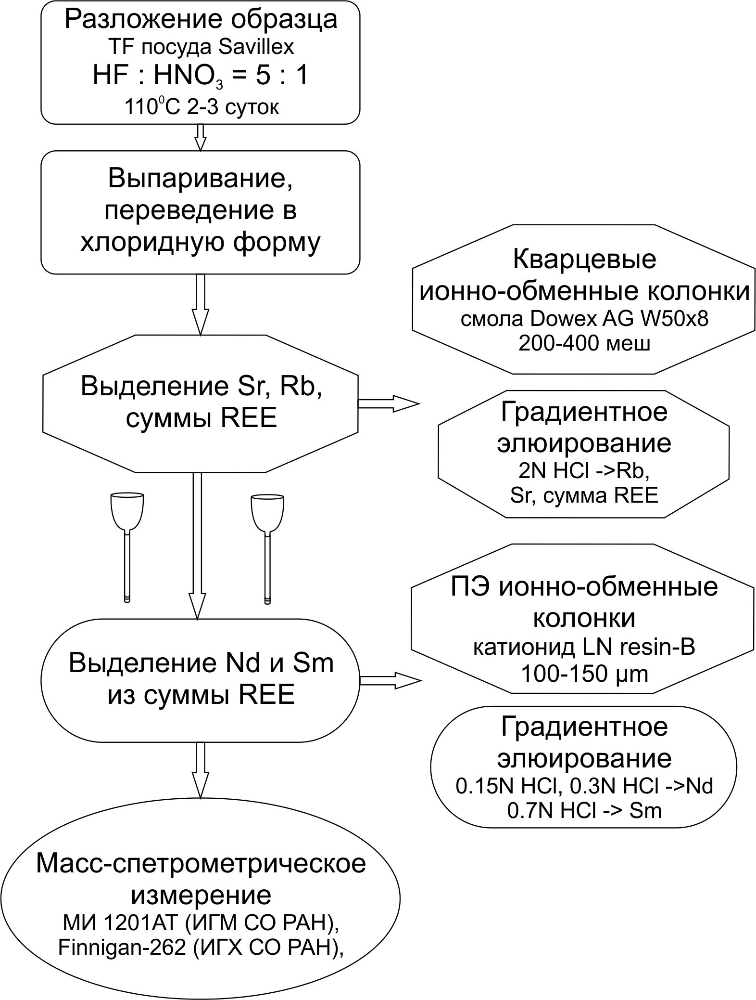 Разложение образца
TF посуда Savillex
HF : HNO₃ = 5 : 1
110⁰C 2-3 суток
Выпаривание,
переведение в
хлоридную форму
Выделение Sr, Rb,
суммы REE
Кварцевые
ионно-обменные колонки
смола Dowex AG W50x8
200-400 меш
Градиентное
элюирование
2N HCl ->Rb,
Sr, сумма REE
Выделение Nd и Sm
из суммы REE
ПЭ ионно-обменные
колонки
катионид LN resin-B
100-150 µm
Градиентное
элюирование
0.15N HCl, 0.3N HCl ->Nd
0.7N HCl -> Sm
Масс-спетрометрическое
измерение
МИ 1201АТ (ИГМ СО РАН),
Finnigan-262 (ИГХ СО РАН),